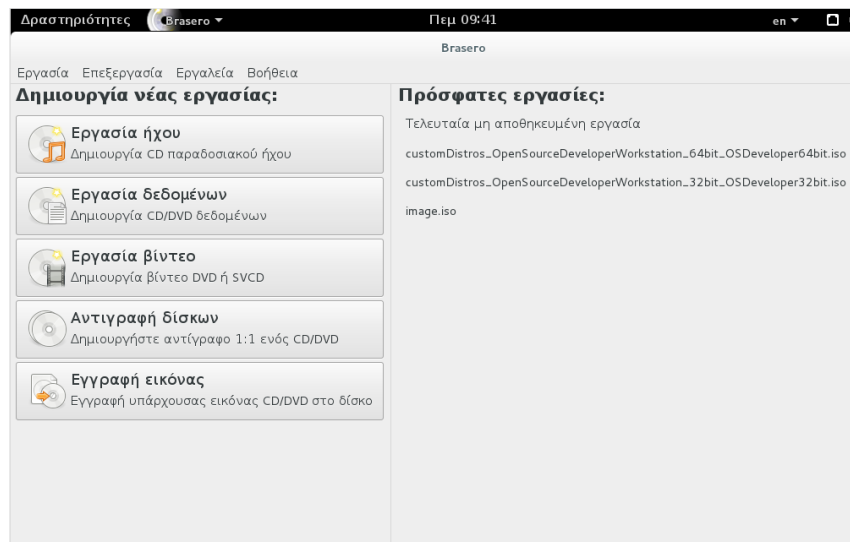 Δραστηριότητες Brasero Πεμ 09:41 en
Brasero
Εργασία Επεξεργασία Εργαλεία Βοήθεια
Δημιουργία νέας εργασίας:
Εργασία ήχου
Δημιουργία CD παραδοσιακού ήχου
Εργασία δεδομένων
Δημιουργία CD/DVD δεδομένων
Εργασία βίντεο
Δημιουργία βίντεο DVD ή SVCD
Αντιγραφή δίσκων
Δημιουργήστε αντίγραφο 1:1 ενός CD/DVD
Εγγραφή εικόνας
Εγγραφή υπάρχουσας εικόνας CD/DVD στο δίσκο
Πρόσφατες εργασίες:
Τελευταία μη αποθηκευμένη εργασία
customDistros_OpenSourceDeveloperWorkstation_64bit_OSDeveloper64bit.iso
customDistros_OpenSourceDeveloperWorkstation_32bit_OSDeveloper32bit.iso
image.iso